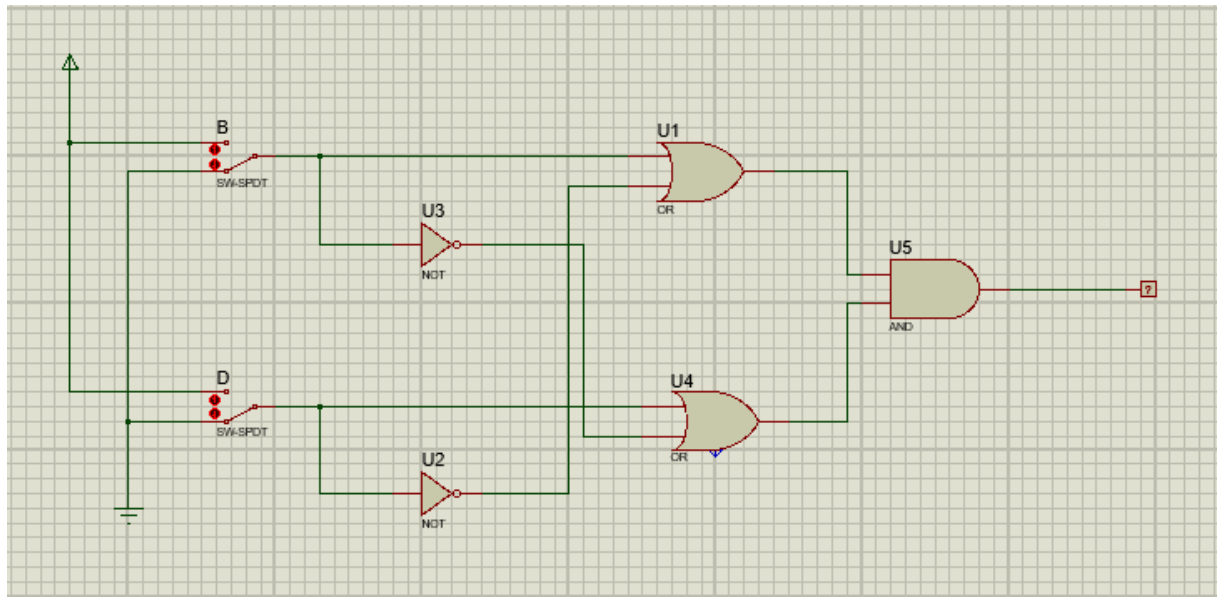 B
SW-SPDT
U1
OR
U3
NOT
U5
AND
?
D
SW-SPDT
U4
OR
U2
NOT